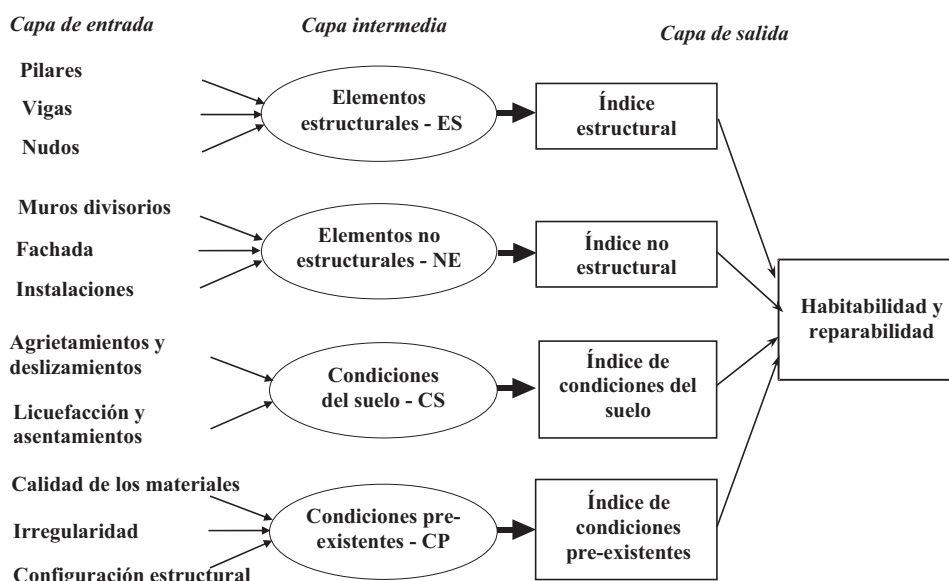 Capa de entrada
Capa intermedia
Capa de salida
Pilares
Vigas
Nudos
Elementos
estructurales - ES
Índice
estructural
Muros divisorios
Fachada
Instalaciones
Elementos no
estructurales - NE
Índice no
estructural
Agrietamientos y
deslizamientos
Licuefacción y
asentamientos
Condiciones
del suelo - CS
Índice de
condiciones del
suelo
Calidad de los materiales
Irregularidad
Configuración estructural
Condiciones pre-
existentes - CP
Índice de
condiciones
pre-existentes
Habitabilidad y
reparabilidad